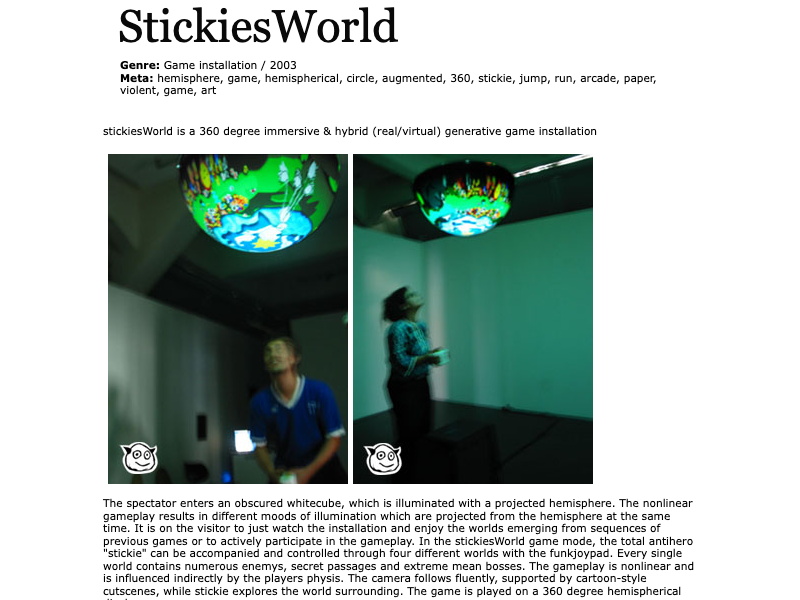 StickiesWorld
Genre: Game installation / 2003
Meta: hemisphere, game, hemispherical, circle, augmented, 360, stickie, jump, run, arcade, paper,
violent, game, art
stickiesWorld is a 360 degree immersive & hybrid (real/virtual) generative game installation
The spectator enters an obscured whitecube, which is illuminated with a projected hemisphere. The nonlinear
gameplay results in different moods of illumination which are projected from the hemisphere at the same
time. It is on the visitor to just watch the installation and enjoy the worlds emerging from sequences of
previous games or to actively participate in the gameplay. In the stickiesWorld game mode, the total antihero
"stickie" can be accompanied and controlled through four different worlds with the funkjoypad. Every single
world contains numerous enemys, secret passages and extreme mean bosses. The gameplay is nonlinear and
is influenced indirectly by the players physis. The camera follows fluently, supported by cartoon-style
cutscenes, while stickie explores the world surrounding. The game is played on a 360 degree hemispherical